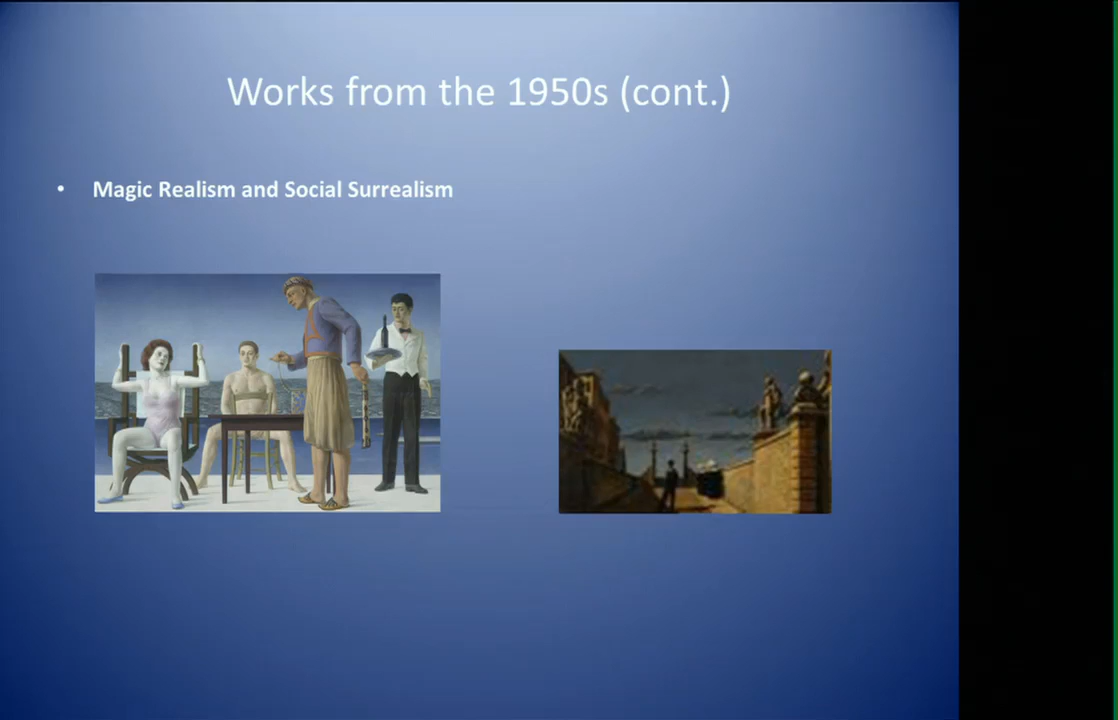 Works from the 1950s (cont.)
• Magic Realism and Social Surrealism